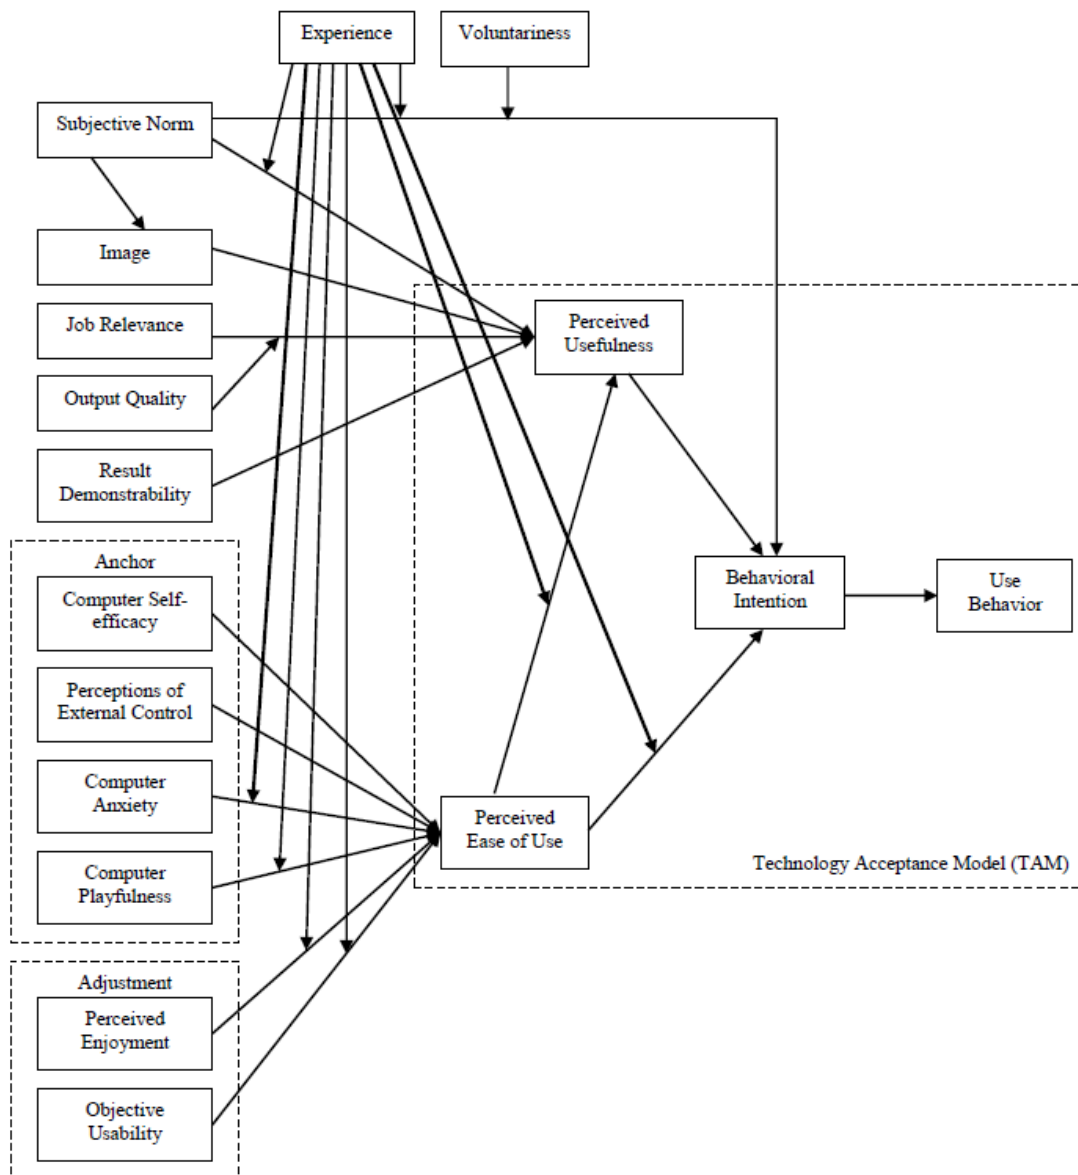 Experience
Voluntariness
Subjective Norm
Image
Job Relevance
Perceived
Usefulness
Output Quality
Result
Demonstrability
Anchor
Computer Self-
efficacy
Behavioral
Intention
Use
Behavior
Perceptions of
External Control
Computer
Anxiety
Perceived
Ease of Use
Technology Acceptance Model (TAM)
Computer
Playfulness
Adjustment
Perceived
Enjoyment
Objective
Usability